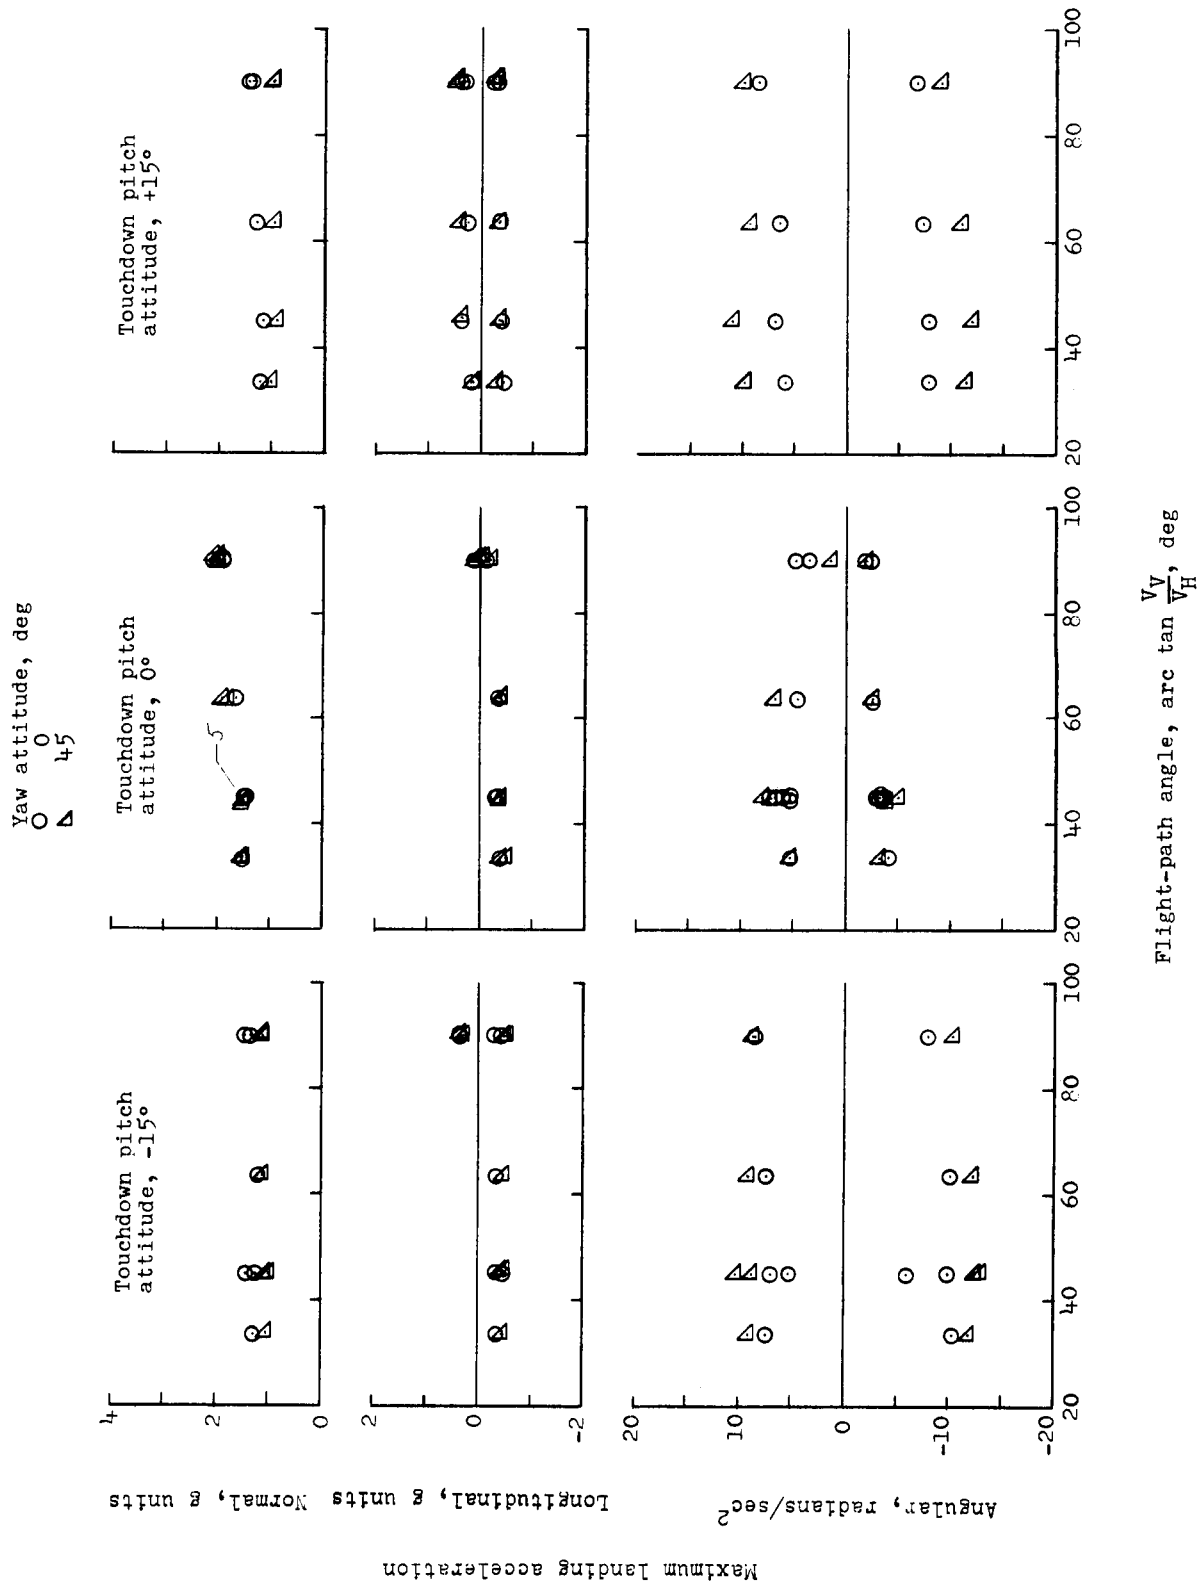 Yaw attitude, deg
O 0
△ 45
Touchdown pitch
attitude, -15°
Touchdown pitch
attitude, 0°
Touchdown pitch
attitude, +15°
5
4
2
0
2
0
-2
20
10
0
-10
-20
20 40 60 80 100
20 40 60 80 100
20 40 60 80 100
Normal, g units
Longitudinal, g units
Angular, radians/sec²
Maximum landing acceleration
Flight-path angle, arc tan V_V/V_H, deg